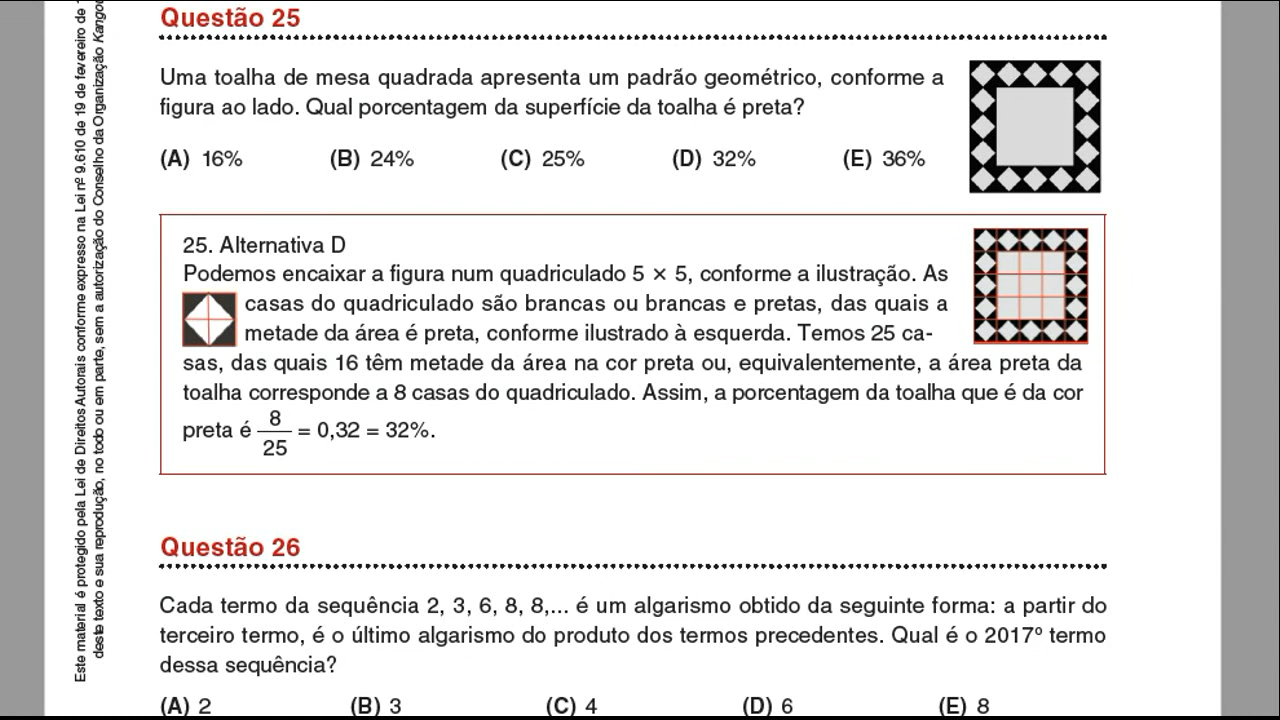 Questão 25
Uma toalha de mesa quadrada apresenta um padrão geométrico, conforme a
figura ao lado. Qual porcentagem da superfície da toalha é preta?
(A) 16% (B) 24% (C) 25% (D) 32% (E) 36%
25. Alternativa D
Podemos encaixar a figura num quadriculado 5 × 5, conforme a ilustração. As
casas do quadriculado são brancas ou brancas e pretas, das quais a
metade da área é preta, conforme ilustrado à esquerda. Temos 25 ca-
sas, das quais 16 têm metade da área na cor preta ou, equivalentemente, a área preta da
toalha corresponde a 8 casas do quadriculado. Assim, a porcentagem da toalha que é da cor
preta é 8/25 = 0,32 = 32%.
Questão 26
Cada termo da sequência 2, 3, 6, 8, 8,... é um algarismo obtido da seguinte forma: a partir do
terceiro termo, é o último algarismo do produto dos termos precedentes. Qual é o 2017º termo
dessa sequência?
(A) 2 (B) 3 (C) 4 (D) 6 (E) 8
Este material é protegido pela Lei de Direitos Autorais conforme expresso na Lei nº 9.610 de 19 de fevereiro de
deste texto e sua reprodução, no todo ou em parte, sem a autorização do Conselho da Organização